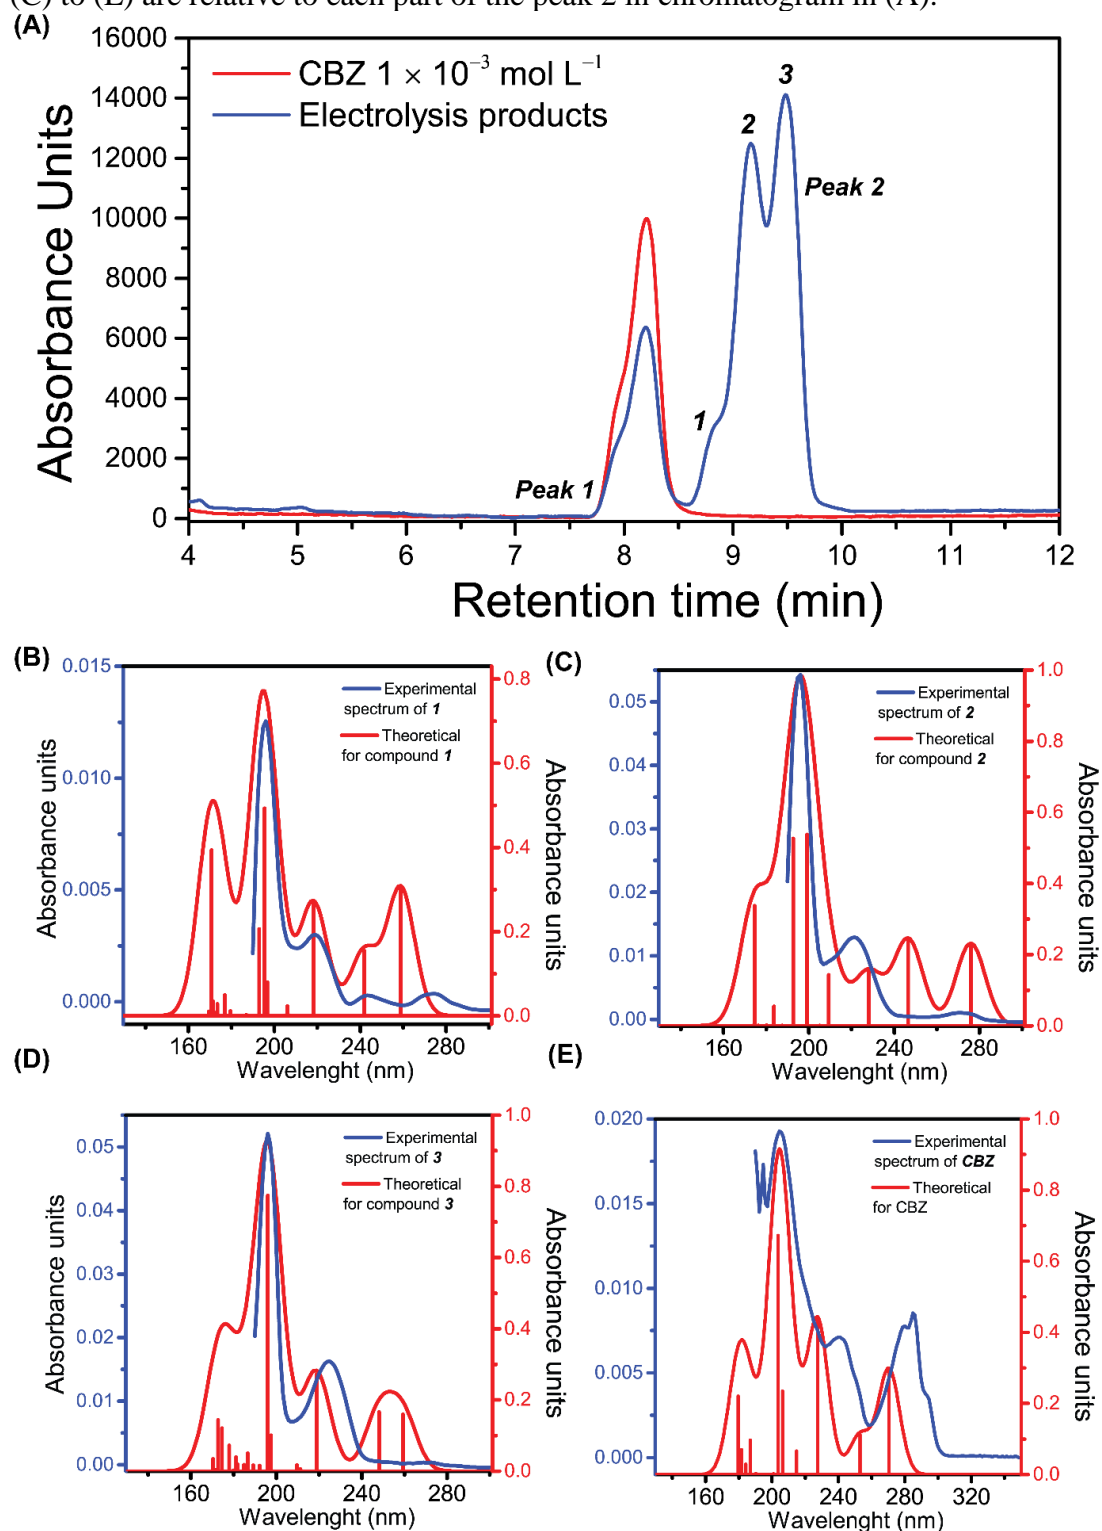 (C) to (E) are relative to each part of the peak 2 in chromatogram in (A).
(A)
16000
14000
12000
10000
8000
6000
4000
2000
0
Absorbance Units
CBZ 1 × 10⁻³ mol L⁻¹
Electrolysis products
3
2
Peak 2
1
Peak 1
4 5 6 7 8 9 10 11 12
Retention time (min)
(B)
0.015
0.010
0.005
0.000
Absorbance units
Experimental
spectrum of 1
Theoretical
for compound 1
0.8
0.6
0.4
0.2
0.0
Absorbance units
160 200 240 280
Wavelenght (nm)
(C)
0.05
0.04
0.03
0.02
0.01
0.00
Experimental
spectrum of 2
Theoretical
for compound 2
1.0
0.8
0.6
0.4
0.2
0.0
Absorbance units
160 200 240 280
Wavelenght (nm)
(D)
0.05
0.04
0.03
0.02
0.01
0.00
Absorbance units
Experimental
spectrum of 3
Theoretical
for compound 3
1.0
0.8
0.6
0.4
0.2
0.0
Absorbance units
160 200 240 280
Wavelenght (nm)
(E)
0.020
0.015
0.010
0.005
0.000
Experimental
spectrum of CBZ
Theoretical
for CBZ
1.0
0.8
0.6
0.4
0.2
0.0
Absorbance units
160 200 240 280 320
Wavelenght (nm)